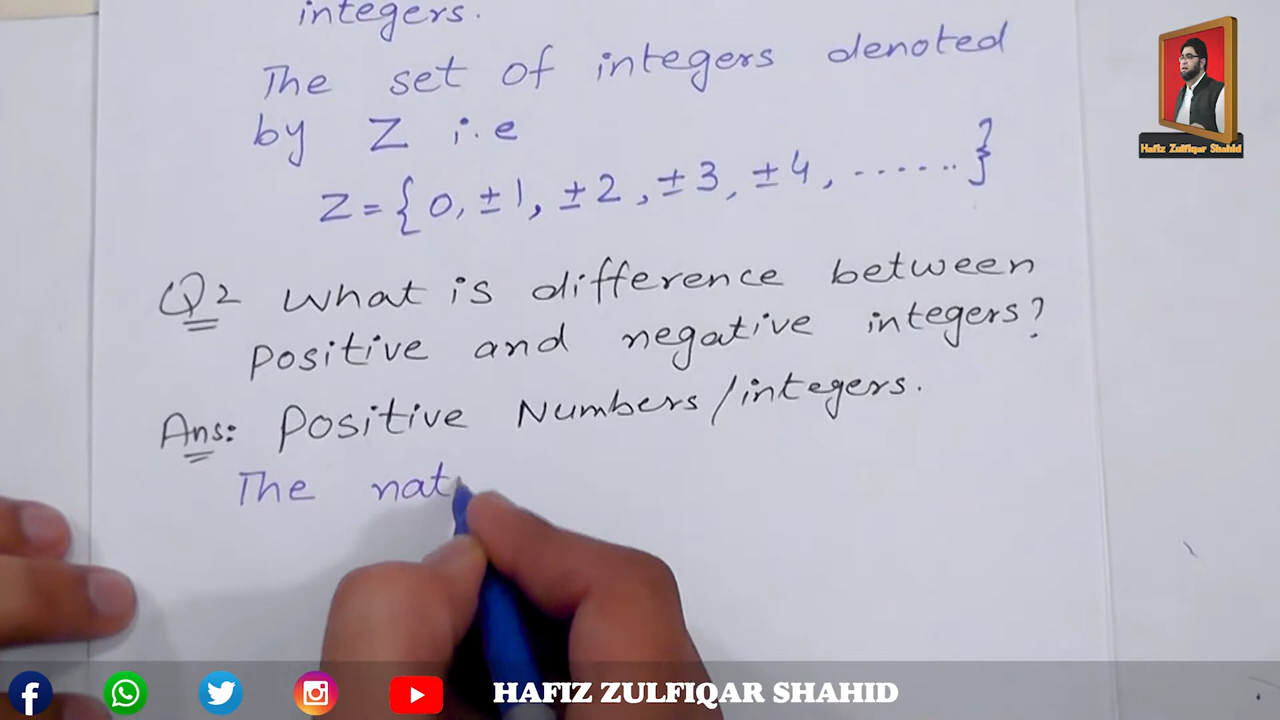 integers.
The set of integers denoted
by Z i.e
Z = { 0, ±1, ±2, ±3, ±4, ...... }
Q2 What is difference between
positive and negative integers?
Ans: Positive Numbers/integers.
The nat
Hafiz Zulfiqar Shahid
HAFIZ ZULFIQAR SHAHID